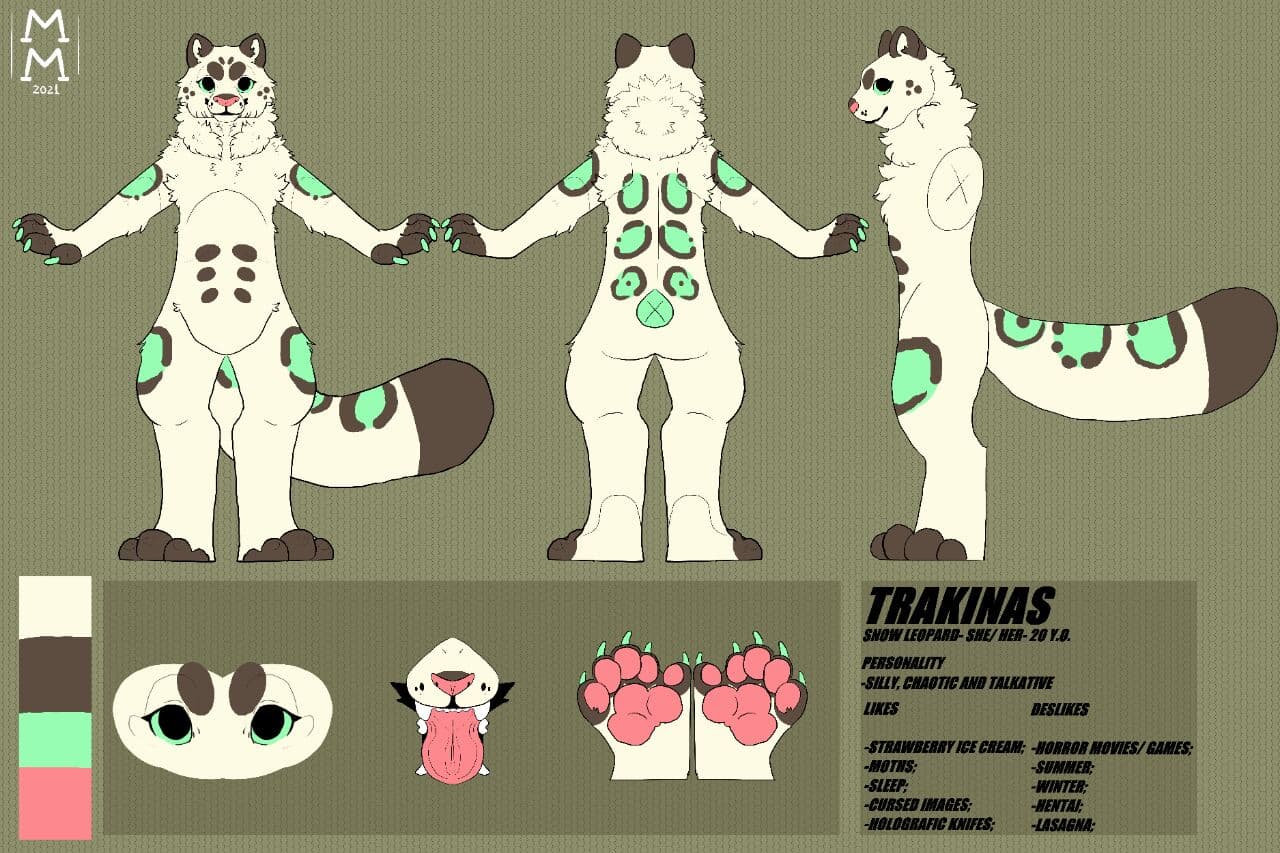 M
M
2021
TRAKINAS
SNOW LEOPARD- SHE/ HER- 20 Y.O.
PERSONALITY
-SILLY, CHAOTIC AND TALKATIVE
LIKES
DESLIKES
-STRAWBERRY ICE CREAM;
-HORROR MOVIES/ GAMES;
-MOTHS;
-SUMMER;
-SLEEP;
-WINTER;
-CURSED IMAGES;
-HENTAI;
-HOLOGRAFIC KNIFES;
-LASAGNA;